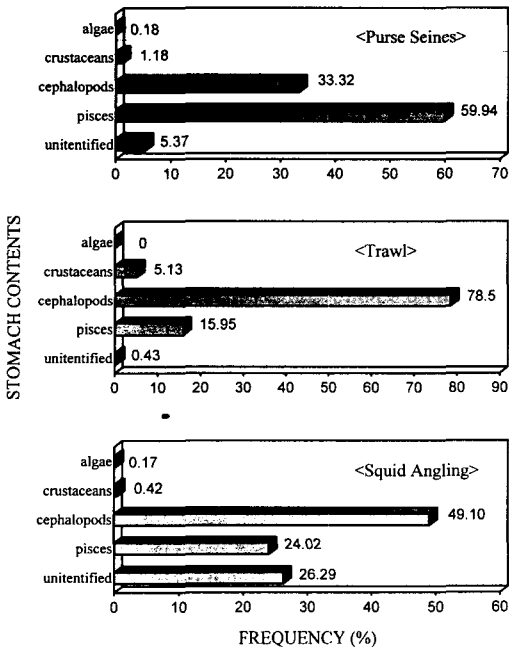 algae 0.18
<Purse Seines>
crustaceans 1.18
cephalopods 33.32
pisces 59.94
unitentified 5.37
0 10 20 30 40 50 60 70
STOMACH CONTENTS
algae 0
<Trawl>
crustaceans 5.13
cephalopods 78.5
pisces 15.95
unitentified 0.43
0 10 20 30 40 50 60 70 80 90
algae 0.17
<Squid Angling>
crustaceans 0.42
cephalopods 49.10
pisces 24.02
unitentified 26.29
0 10 20 30 40 50 60
FREQUENCY (%)